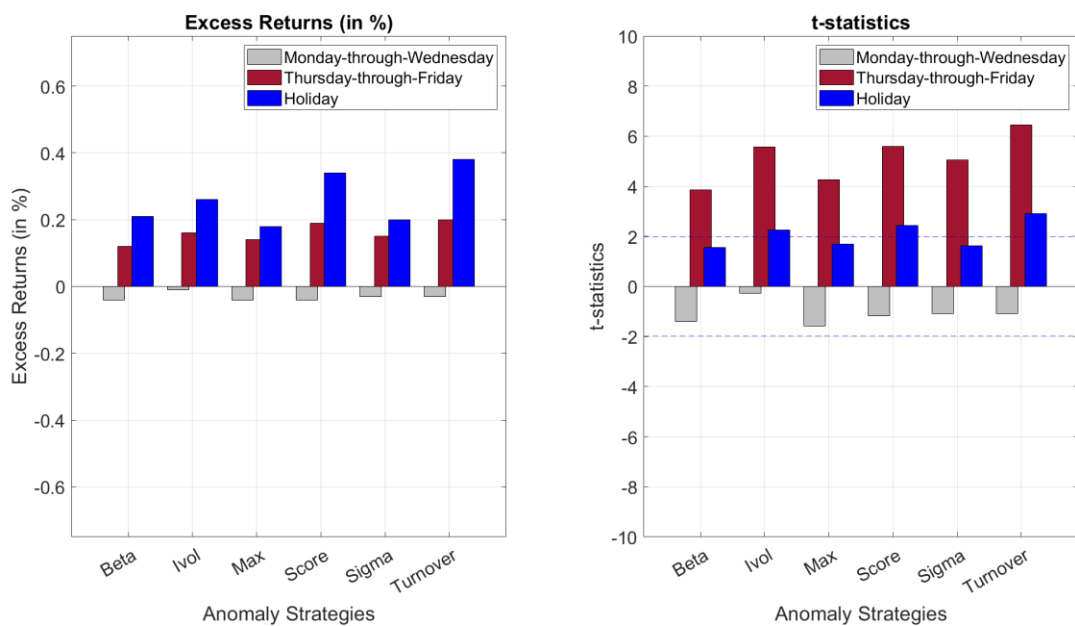 Excess Returns (in %)
Monday-through-Wednesday
Thursday-through-Friday
Holiday
Excess Returns (in %)
0.6
0.4
0.2
0
-0.2
-0.4
-0.6
Beta
Ivol
Max
Score
Sigma
Turnover
Anomaly Strategies
t-statistics
Monday-through-Wednesday
Thursday-through-Friday
Holiday
t-statistics
10
8
6
4
2
0
-2
-4
-6
-8
-10
Beta
Ivol
Max
Score
Sigma
Turnover
Anomaly Strategies